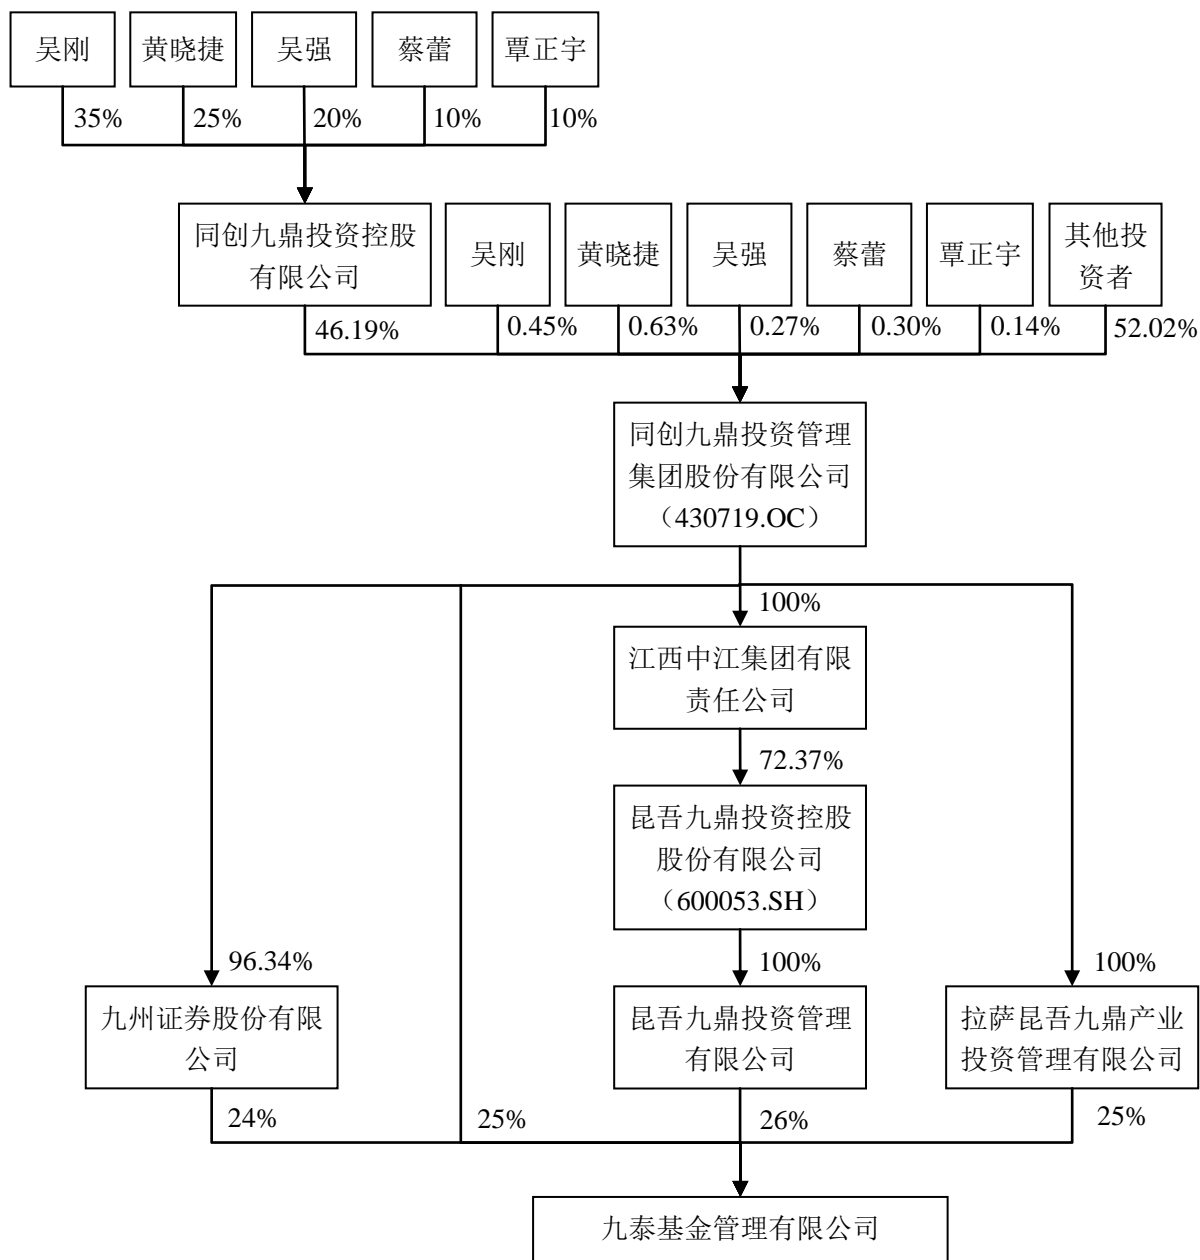 吴刚
黄晓捷
吴强
蔡蕾
覃正宇
35%
25%
20%
10%
10%
同创九鼎投资控股
有限公司
吴刚
黄晓捷
吴强
蔡蕾
覃正宇
其他投
资者
46.19%
0.45%
0.63%
0.27%
0.30%
0.14%
52.02%
同创九鼎投资管理
集团股份有限公司
（430719.OC）
100%
江西中江集团有限
责任公司
72.37%
昆吾九鼎投资控股
股份有限公司
（600053.SH）
96.34%
100%
100%
九州证券股份有限
公司
昆吾九鼎投资管理
有限公司
拉萨昆吾九鼎产业
投资管理有限公司
24%
25%
26%
25%
九泰基金管理有限公司